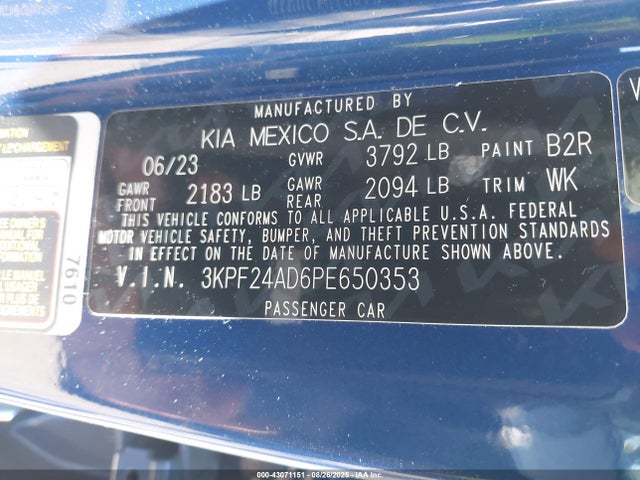 MANUFACTURED BY
KIA MEXICO S.A. DE C.V.
06/23 GVWR 3792 LB PAINT B2R
GAWR FRONT 2183 LB GAWR REAR 2094 LB TRIM WK
THIS VEHICLE CONFORMS TO ALL APPLICABLE U.S.A. FEDERAL
MOTOR VEHICLE SAFETY, BUMPER, AND THEFT PREVENTION STANDARDS
IN EFFECT ON THE DATE OF MANUFACTURE SHOWN ABOVE.
V.I.N. 3KPF24AD6PE650353
PASSENGER CAR
7610
000-43071151 - 08/26/2025 - IAAI.COM